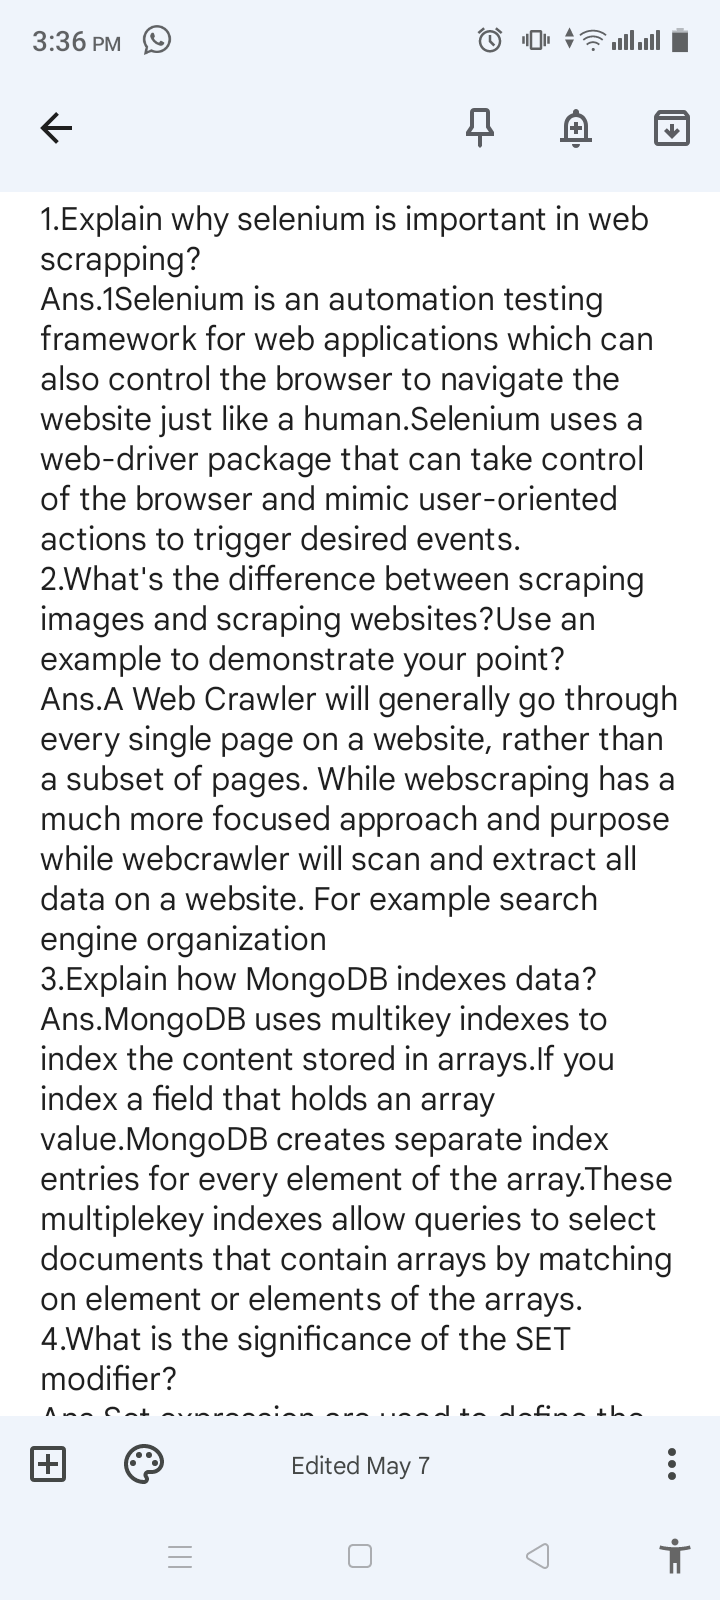 3:36 PM
1.Explain why selenium is important in web
scrapping?
Ans.1Selenium is an automation testing
framework for web applications which can
also control the browser to navigate the
website just like a human.Selenium uses a
web-driver package that can take control
of the browser and mimic user-oriented
actions to trigger desired events.
2.What's the difference between scraping
images and scraping websites?Use an
example to demonstrate your point?
Ans.A Web Crawler will generally go through
every single page on a website, rather than
a subset of pages. While webscraping has a
much more focused approach and purpose
while webcrawler will scan and extract all
data on a website. For example search
engine organization
3.Explain how MongoDB indexes data?
Ans.MongoDB uses multikey indexes to
index the content stored in arrays.If you
index a field that holds an array
value.MongoDB creates separate index
entries for every element of the array.These
multiplekey indexes allow queries to select
documents that contain arrays by matching
on element or elements of the arrays.
4.What is the significance of the SET
modifier?
Ans.Set expression are used to define the
Edited May 7